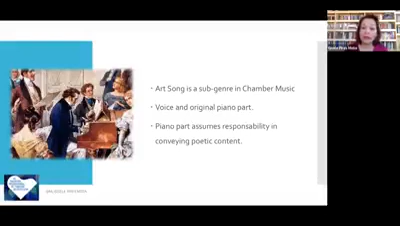 Art Song is a sub-genre in Chamber Music
Voice and original piano part.
Piano part assumes responsibility in
conveying poetic content.